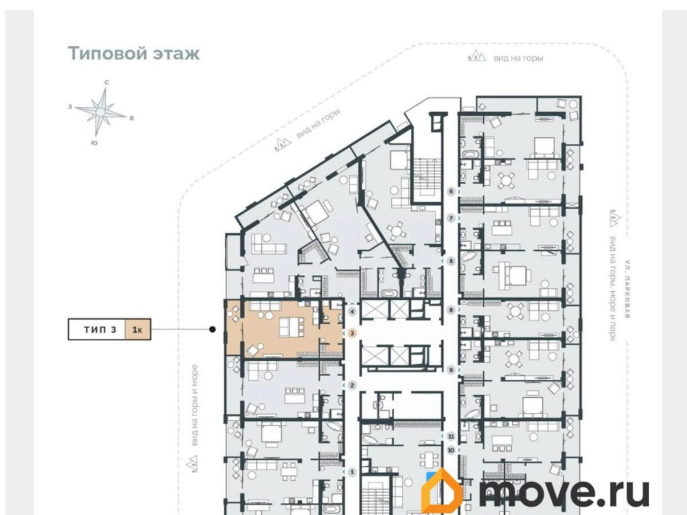 Типовой этаж
С
З
В
Ю
вид на горы
вид на горы
6
7
5
УЛ. ПАРКОВАЯ
вид на горы, море и парк
4
8
ТИП 3 1к
3
9
2
вид на горы и море
11
10
1
move.ru